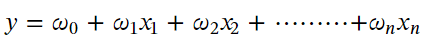 y = ω₀ + ω₁x₁ + ω₂x₂ + ⋯⋯⋯+ωₙxₙ